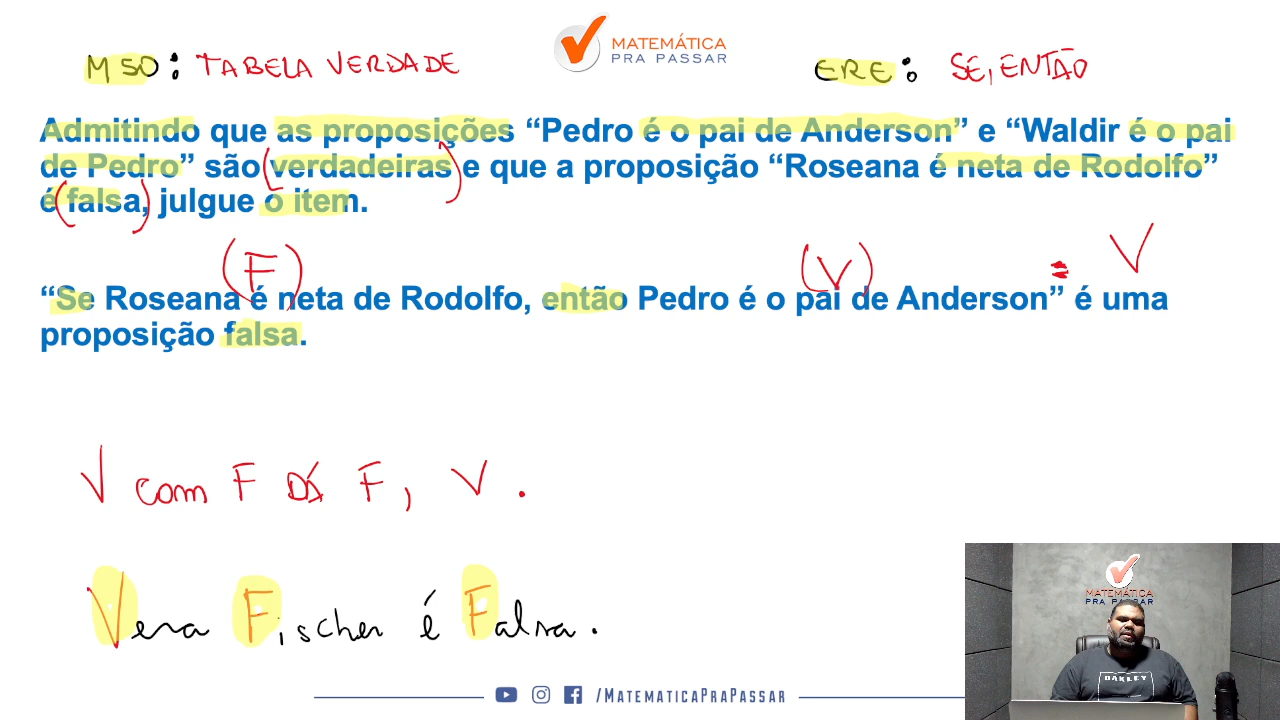 MATEMÁTICA
PRA PASSAR
MSO: TABELA VERDADE
ERE: SE, ENTÃO
Admitindo que as proposições “Pedro é o pai de Anderson” e “Waldir é o pai
de Pedro” são (verdadeiras) e que a proposição “Roseana é neta de Rodolfo”
é (falsa), julgue o item.
(F) (V) = V
“Se Roseana é neta de Rodolfo, então Pedro é o pai de Anderson” é uma
proposição falsa.
V com F DÁ F, V.
Vera Fischer é Falsa.
MATEMÁTICA
PRA PASSAR
OAKLEY
/MATEMATICAPRAPASSAR